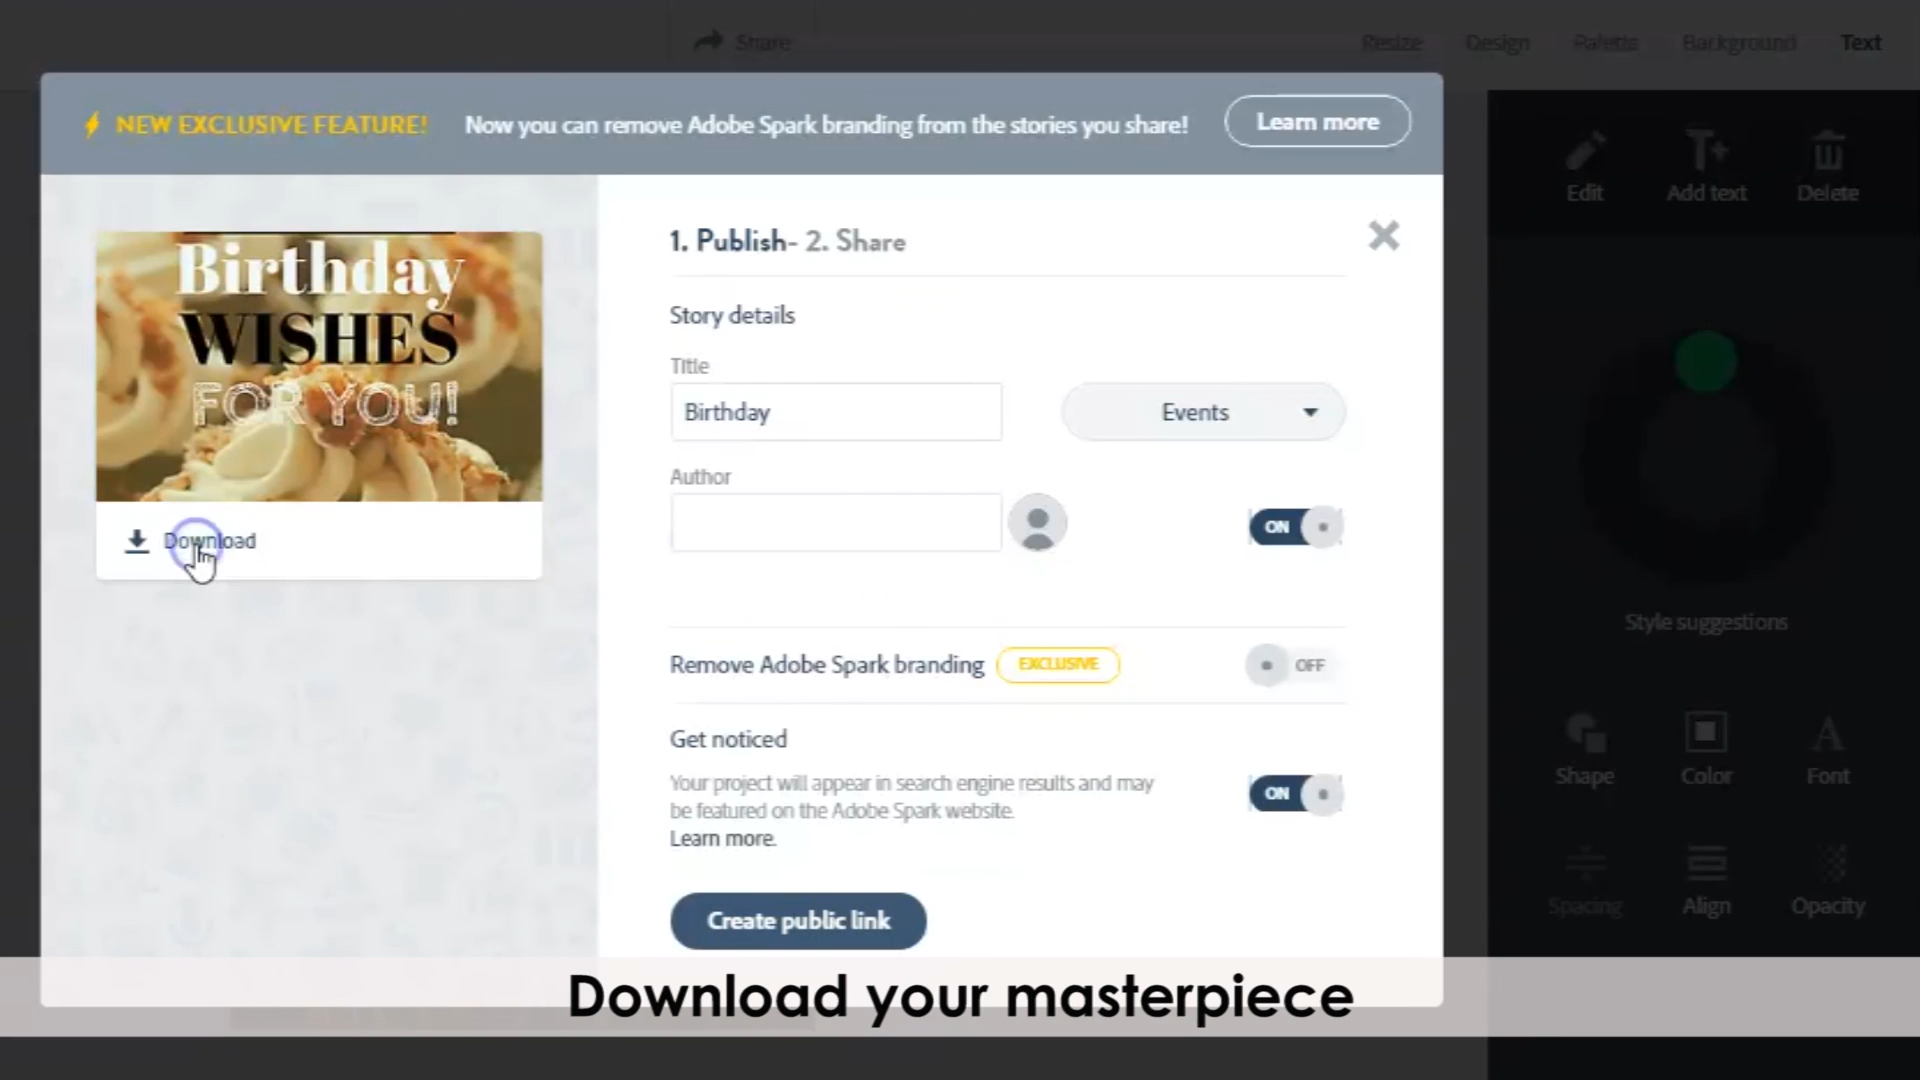 Share
Resize
Design
Palette
Background
Text
NEW EXCLUSIVE FEATURE!
Now you can remove Adobe Spark branding from the stories you share!
Learn more
Edit
Add text
Delete
Birthday
WISHES
FOR YOU!
Download
1. Publish- 2. Share
Story details
Title
Birthday
Events
Author
ON
Remove Adobe Spark branding
EXCLUSIVE
OFF
Get noticed
Your project will appear in search engine results and may
be featured on the Adobe Spark website.
Learn more.
ON
Create public link
Style suggestions
Shape
Color
Font
Spacing
Align
Opacity
Download your masterpiece